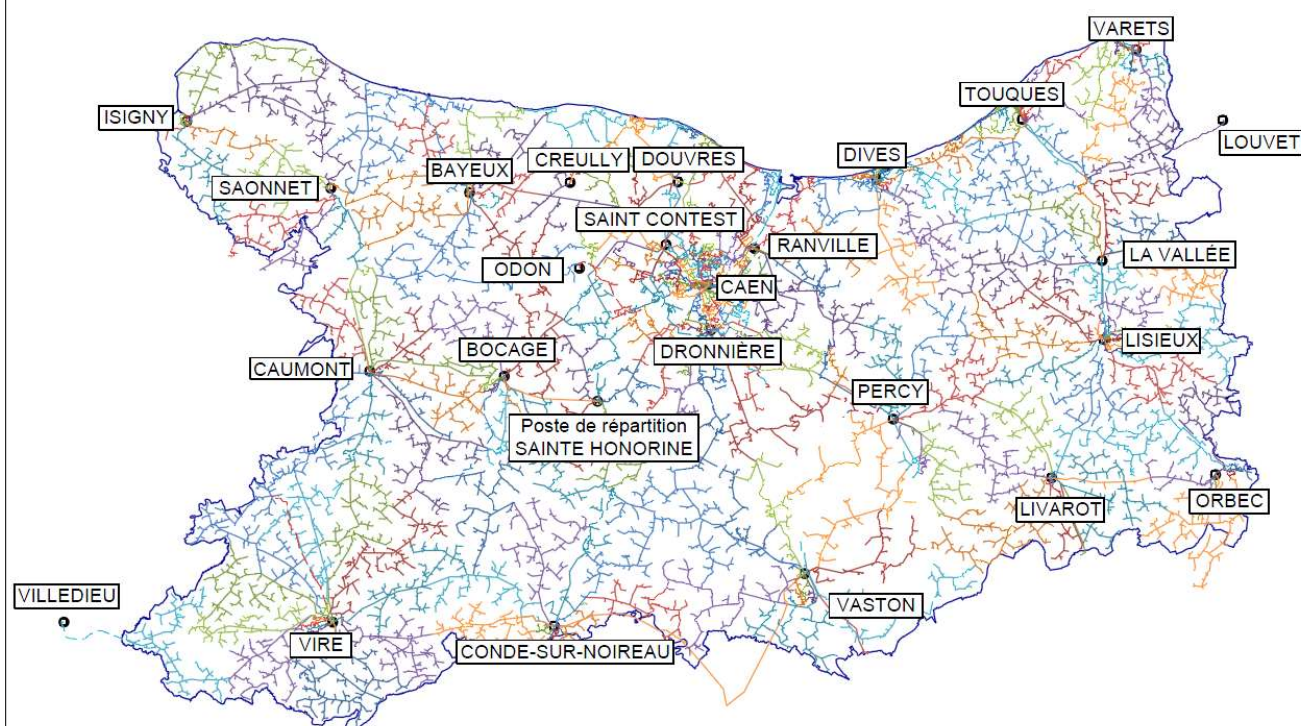 VARETS
TOUQUES
ISIGNY
LOUVET
DIVES
CREUILLY
DOUVRES
BAYEUX
SAONNET
SAINT CONTEST
RANVILLE
LA VALLÉE
ODON
CAEN
LISIEUX
BOCAGE
DRONNIÈRE
CAUMONT
PERCY
Poste de répartition
SAINTE HONORINE
ORBEC
LIVAROT
VILLEDIEU
VASTON
VIRE
CONDE-SUR-NOIREAU